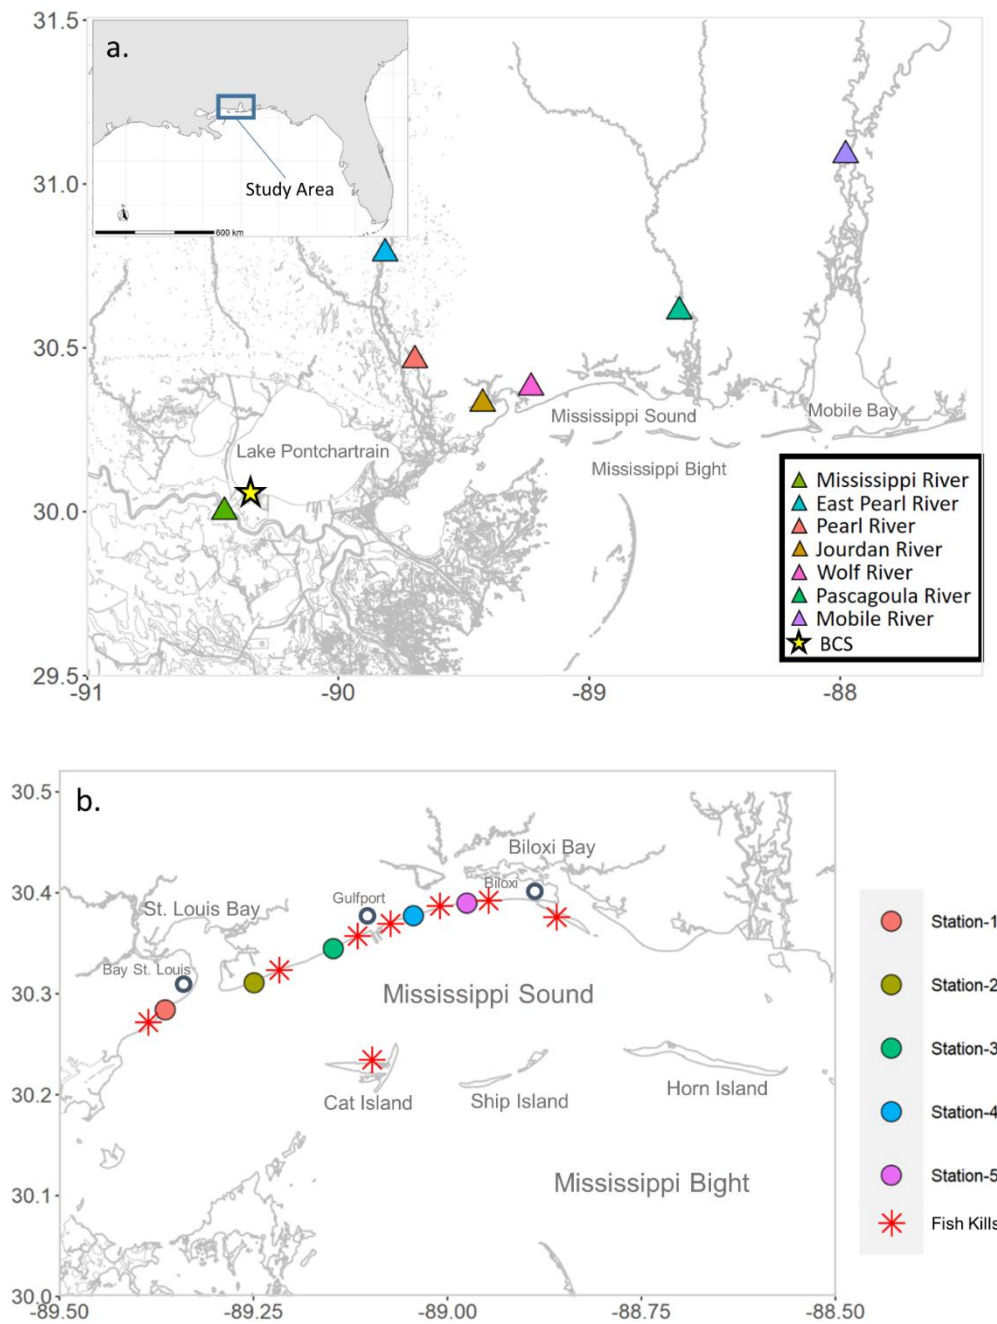 31.5
a.
Study Area
600 km
31.0
30.5
Mississippi Sound
Mobile Bay
Lake Pontchartrain
Mississippi Bight
30.0
Mississippi River
East Pearl River
Pearl River
Jourdan River
Wolf River
Pascagoula River
Mobile River
BCS
29.5
-91
-90
-89
-88
30.5
b.
Biloxi Bay
30.4
Biloxi
Gulfport
St. Louis Bay
Bay St. Louis
30.3
Mississippi Sound
30.2
Cat Island
Ship Island
Horn Island
30.1
Mississippi Bight
30.0
-89.50
-89.25
-89.00
-88.75
-88.50
Station-1
Station-2
Station-3
Station-4
Station-5
Fish Kills